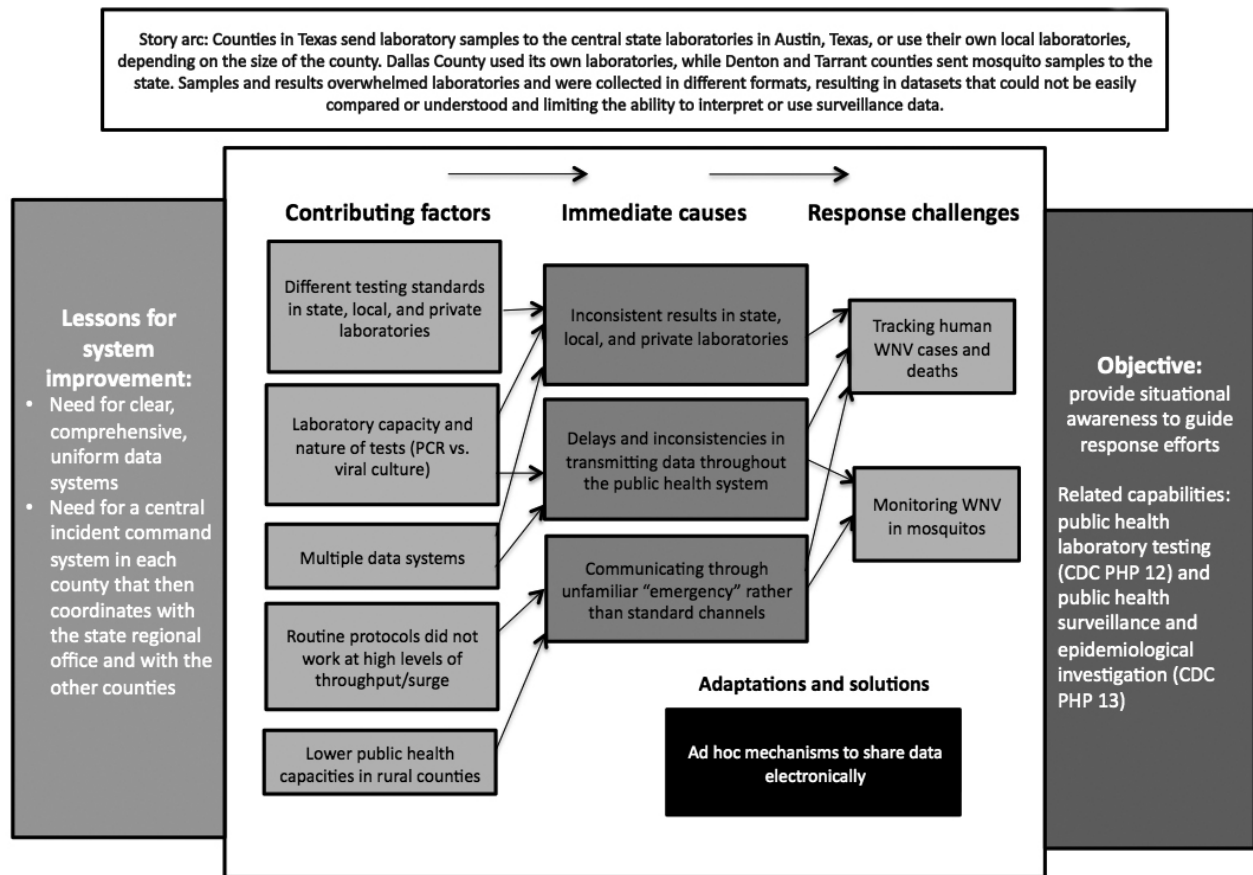 Story arc: Counties in Texas send laboratory samples to the central state laboratories in Austin, Texas, or use their own local laboratories,
depending on the size of the county. Dallas County used its own laboratories, while Denton and Tarrant counties sent mosquito samples to the
state. Samples and results overwhelmed laboratories and were collected in different formats, resulting in datasets that could not be easily
compared or understood and limiting the ability to interpret or use surveillance data.
Lessons for
system
improvement:
• Need for clear,
comprehensive,
uniform data
systems
• Need for a central
incident command
system in each
county that then
coordinates with
the state regional
office and with the
other counties
Contributing factors
Different testing standards
in state, local, and private
laboratories
Laboratory capacity and
nature of tests (PCR vs.
viral culture)
Multiple data systems
Routine protocols did not
work at high levels of
throughput/surge
Lower public health
capacities in rural counties
Immediate causes
Inconsistent results in state,
local, and private laboratories
Delays and inconsistencies in
transmitting data throughout
the public health system
Communicating through
unfamiliar “emergency” rather
than standard channels
Response challenges
Tracking human
WNV cases and
deaths
Monitoring WNV
in mosquitos
Adaptations and solutions
Ad hoc mechanisms to share data
electronically
Objective:
provide situational
awareness to guide
response efforts
Related capabilities:
public health
laboratory testing
(CDC PHP 12) and
public health
surveillance and
epidemiological
investigation (CDC
PHP 13)